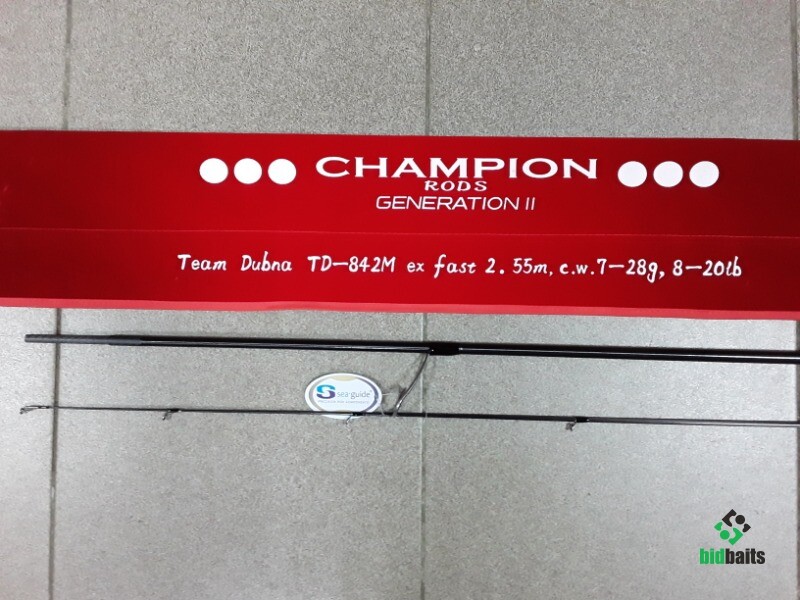 CHAMPION
RODS
GENERATION II
Team Dubna TD-842M ex fast 2.55m, c.w.7-28g, 8-20lb
S sea·guide
bidbaits